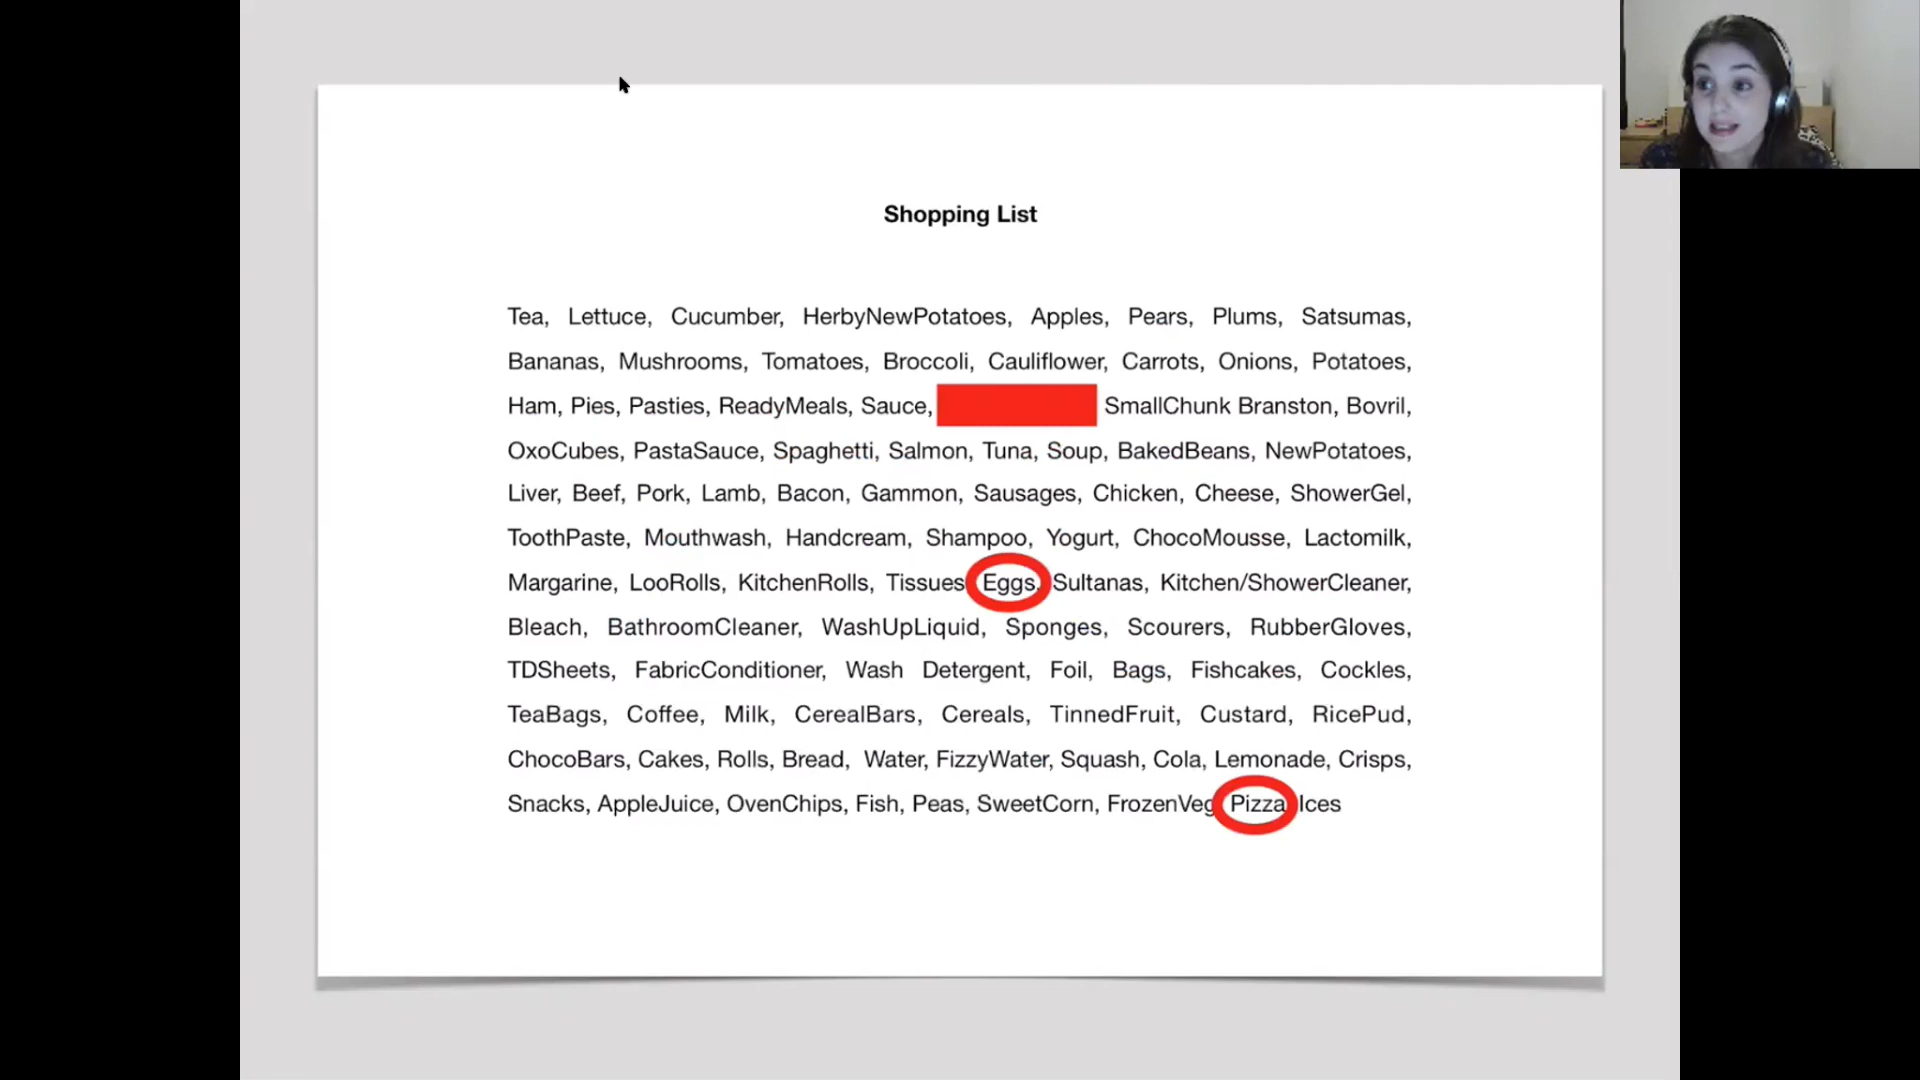 Shopping List
Tea, Lettuce, Cucumber, HerbyNewPotatoes, Apples, Pears, Plums, Satsumas,
Bananas, Mushrooms, Tomatoes, Broccoli, Cauliflower, Carrots, Onions, Potatoes,
Ham, Pies, Pasties, ReadyMeals, Sauce, SmallChunk Branston, Bovril,
OxoCubes, PastaSauce, Spaghetti, Salmon, Tuna, Soup, BakedBeans, NewPotatoes,
Liver, Beef, Pork, Lamb, Bacon, Gammon, Sausages, Chicken, Cheese, ShowerGel,
ToothPaste, Mouthwash, Handcream, Shampoo, Yogurt, ChocoMousse, Lactomilk,
Margarine, LooRolls, KitchenRolls, Tissues Eggs, Sultanas, Kitchen/ShowerCleaner,
Bleach, BathroomCleaner, WashUpLiquid, Sponges, Scourers, RubberGloves,
TDSheets, FabricConditioner, Wash Detergent, Foil, Bags, Fishcakes, Cockles,
TeaBags, Coffee, Milk, CerealBars, Cereals, TinnedFruit, Custard, RicePud,
ChocoBars, Cakes, Rolls, Bread, Water, FizzyWater, Squash, Cola, Lemonade, Crisps,
Snacks, AppleJuice, OvenChips, Fish, Peas, SweetCorn, FrozenVeg Pizza Ices